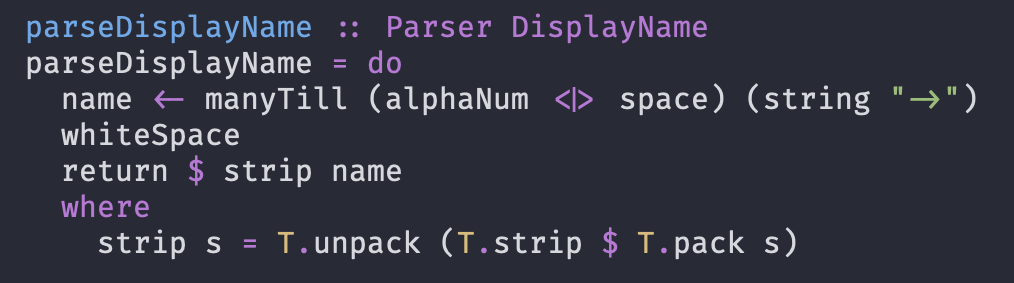 parseDisplayName :: Parser DisplayName
parseDisplayName = do
  name <- manyTill (alphaNum <|> space) (string "->")
  whiteSpace
  return $ strip name
  where
    strip s = T.unpack (T.strip $ T.pack s)